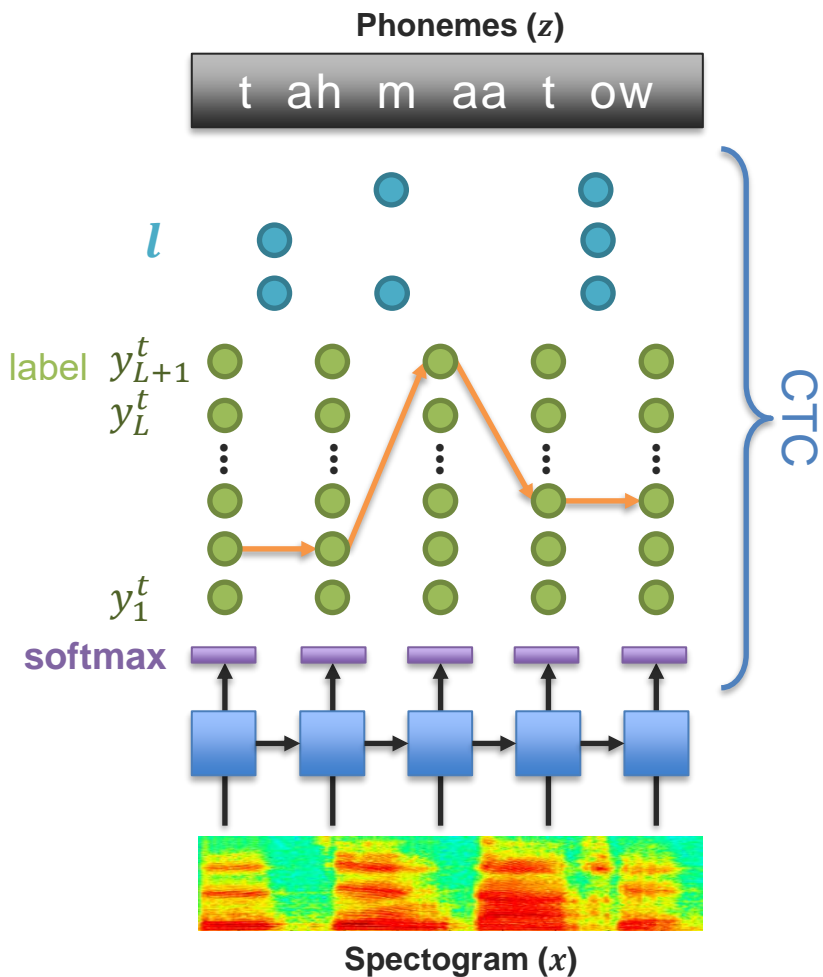 Phonemes (z)
t ah m aa t ow
l
label y^t_{L+1}
y^t_L
y^t_1
softmax
CTC
Spectogram (x)